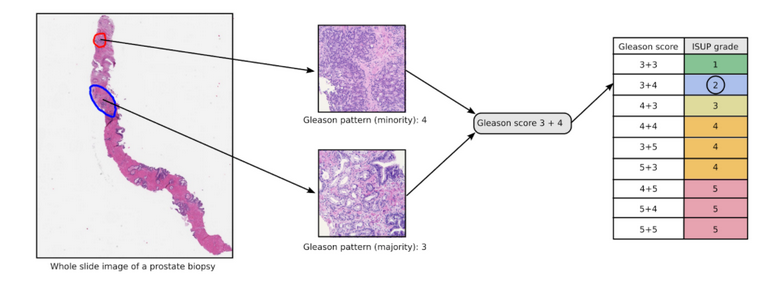 Whole slide image of a prostate biopsy
Gleason pattern (minority): 4
Gleason pattern (majority): 3
Gleason score 3 + 4
Gleason score ISUP grade
3+3 1
3+4 2
4+3 3
4+4 4
3+5 4
5+3 4
4+5 5
5+4 5
5+5 5